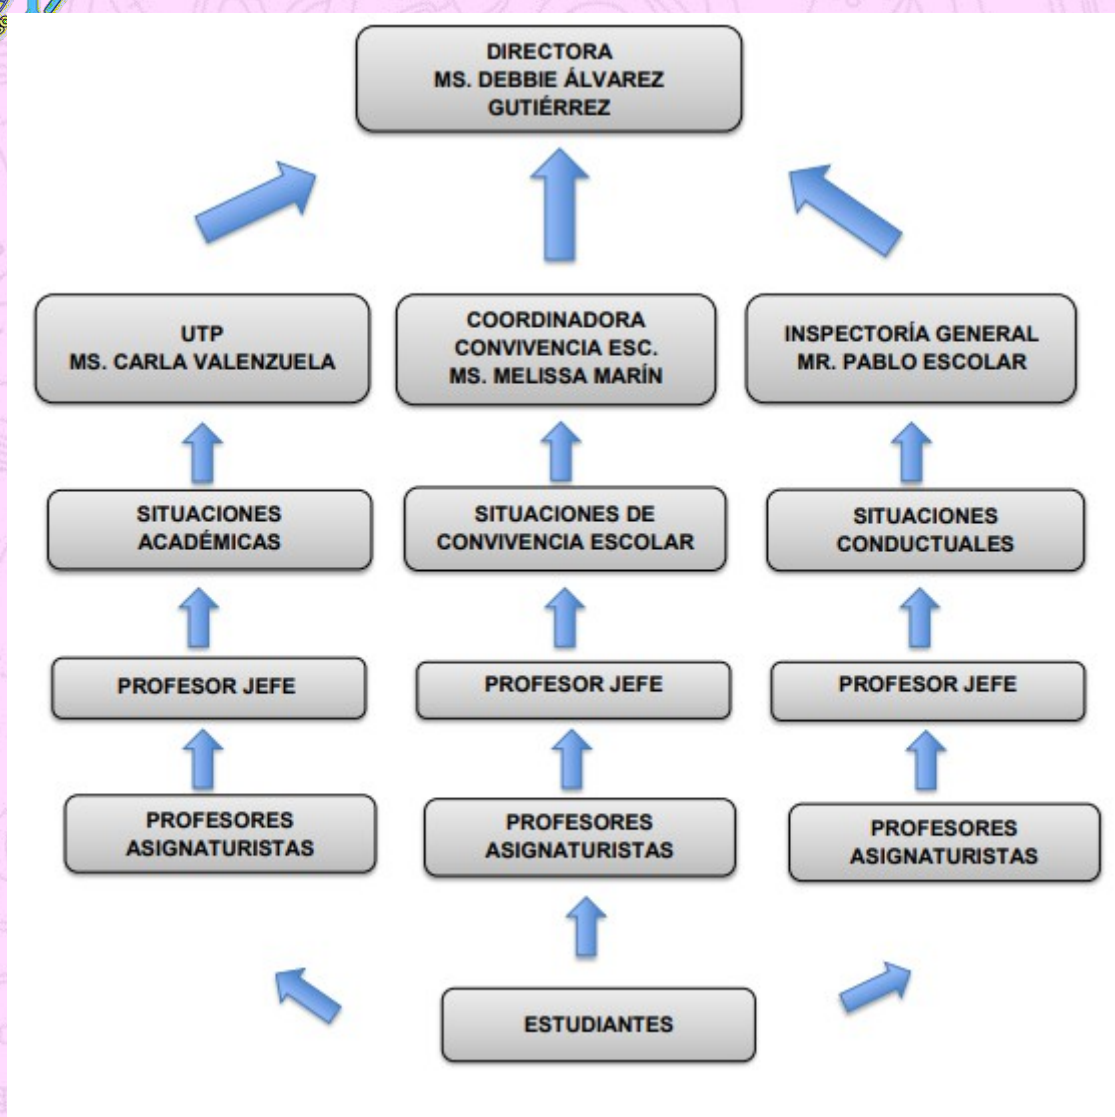 DIRECTORA
MS. DEBBIE ÁLVAREZ
GUTIÉRREZ
UTP
MS. CARLA VALENZUELA
COORDINADORA
CONVIVENCIA ESC.
MS. MELISSA MARÍN
INSPECTORÍA GENERAL
MR. PABLO ESCOLAR
SITUACIONES
ACADÉMICAS
SITUACIONES DE
CONVIVENCIA ESCOLAR
SITUACIONES
CONDUCTUALES
PROFESOR JEFE
PROFESOR JEFE
PROFESOR JEFE
PROFESORES
ASIGNATURISTAS
PROFESORES
ASIGNATURISTAS
PROFESORES
ASIGNATURISTAS
ESTUDIANTES